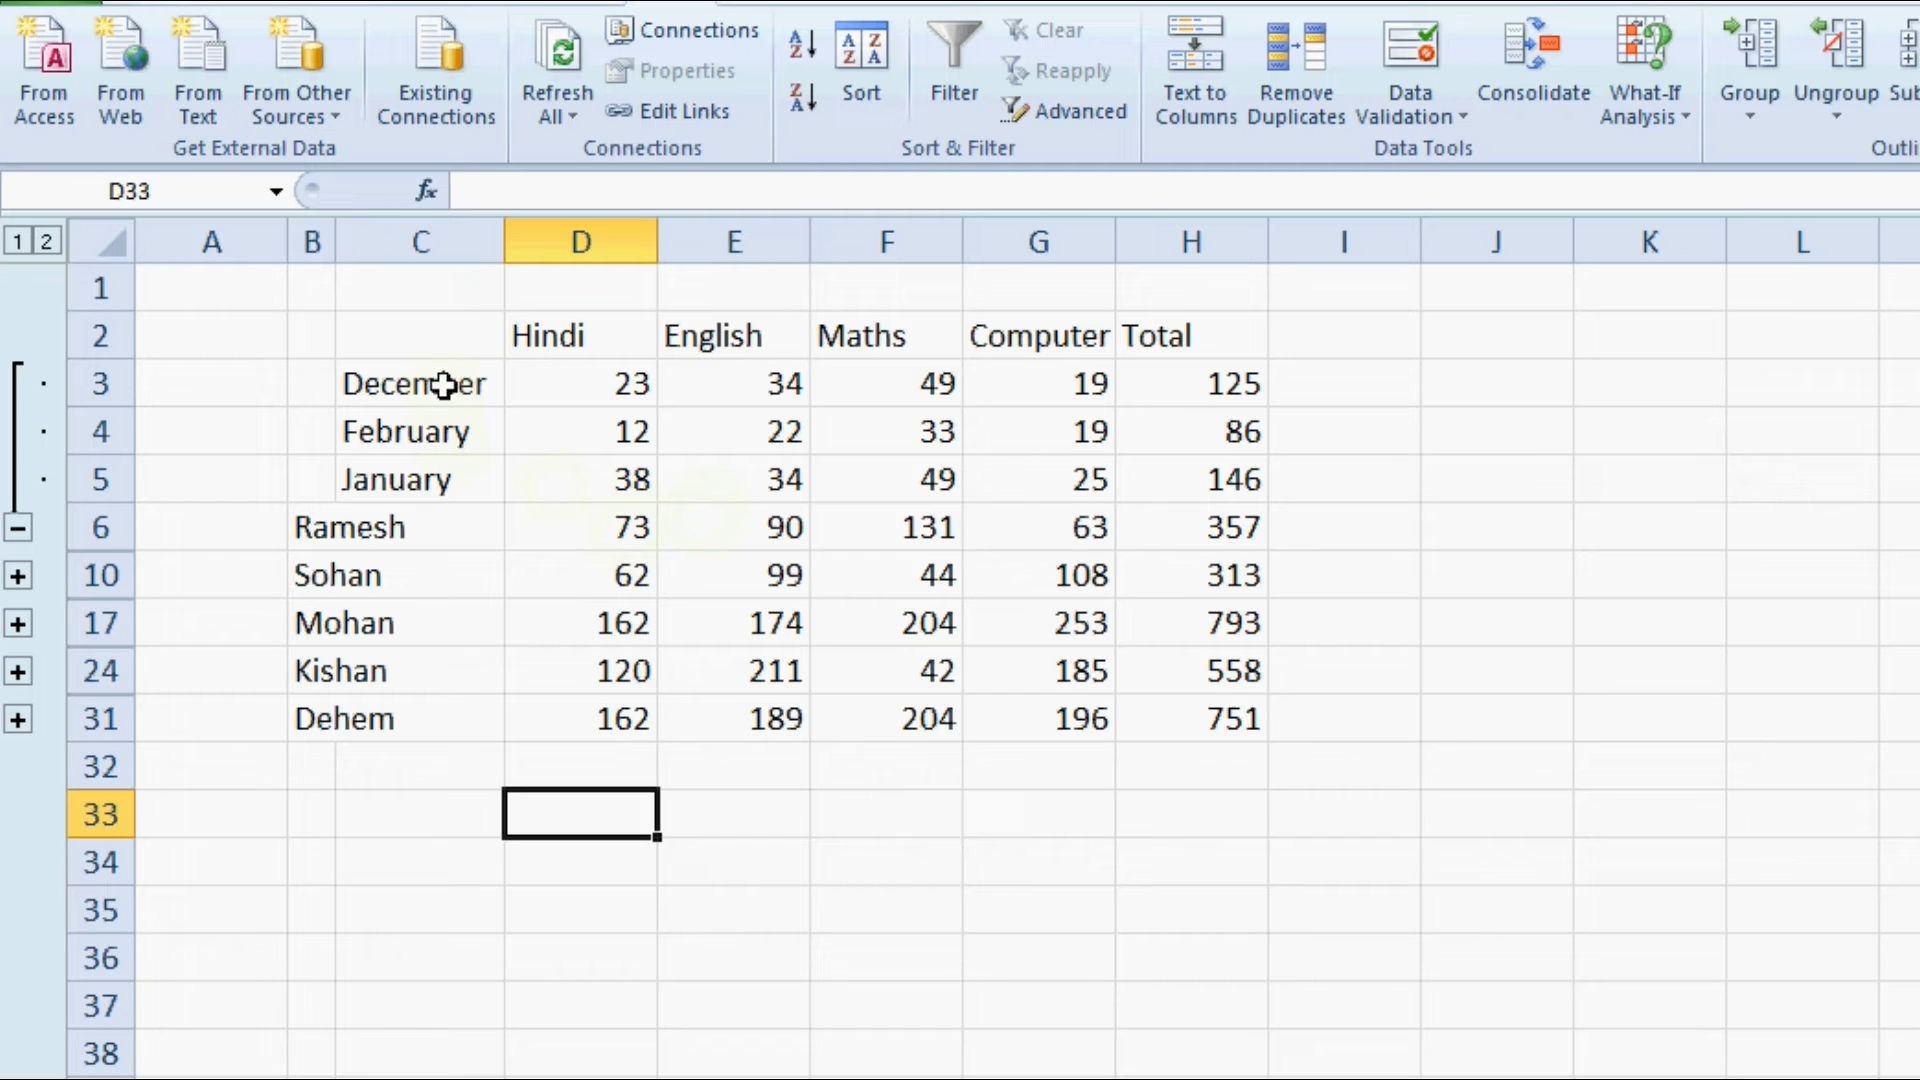 From Access
From Web
From Text
From Other Sources
Existing Connections
Get External Data
Refresh All
Connections
Properties
Edit Links
Connections
A Z
Z A
A Z Z A
Sort
Filter
Clear
Reapply
Advanced
Sort & Filter
Text to Columns
Remove Duplicates
Data Validation
Consolidate
What-If Analysis
Data Tools
Group
Ungroup
Sub
Outli
D33 fx
1 2 A B C D E F G H I J K L
1
2 Hindi English Maths Computer Total
3 December 23 34 49 19 125
4 February 12 22 33 19 86
5 January 38 34 49 25 146
6 Ramesh 73 90 131 63 357
10 Sohan 62 99 44 108 313
17 Mohan 162 174 204 253 793
24 Kishan 120 211 42 185 558
31 Dehem 162 189 204 196 751
32
33
34
35
36
37
38